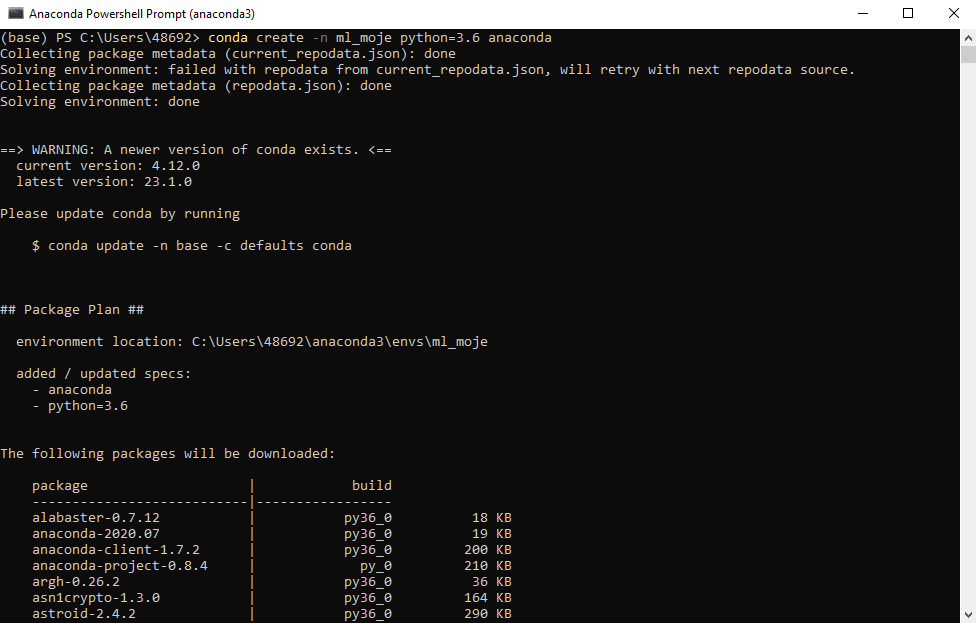 Anaconda Powershell Prompt (anaconda3)
(base) PS C:\Users\48692> conda create -n ml_moje python=3.6 anaconda
Collecting package metadata (current_repodata.json): done
Solving environment: failed with repodata from current_repodata.json, will retry with next repodata source.
Collecting package metadata (repodata.json): done
Solving environment: done
==> WARNING: A newer version of conda exists. <==
  current version: 4.12.0
  latest version: 23.1.0
Please update conda by running
    $ conda update -n base -c defaults conda
## Package Plan ##
  environment location: C:\Users\48692\anaconda3\envs\ml_moje
  added / updated specs:
    - anaconda
    - python=3.6
The following packages will be downloaded:
    package                    |            build
    ---------------------------|-----------------
    alabaster-0.7.12           |           py36_0          18 KB
    anaconda-2020.07           |           py36_0          19 KB
    anaconda-client-1.7.2      |           py36_0         200 KB
    anaconda-project-0.8.4     |             py_0         210 KB
    argh-0.26.2                |           py36_0          36 KB
    asn1crypto-1.3.0           |           py36_0         164 KB
    astroid-2.4.2              |           py36_0         290 KB